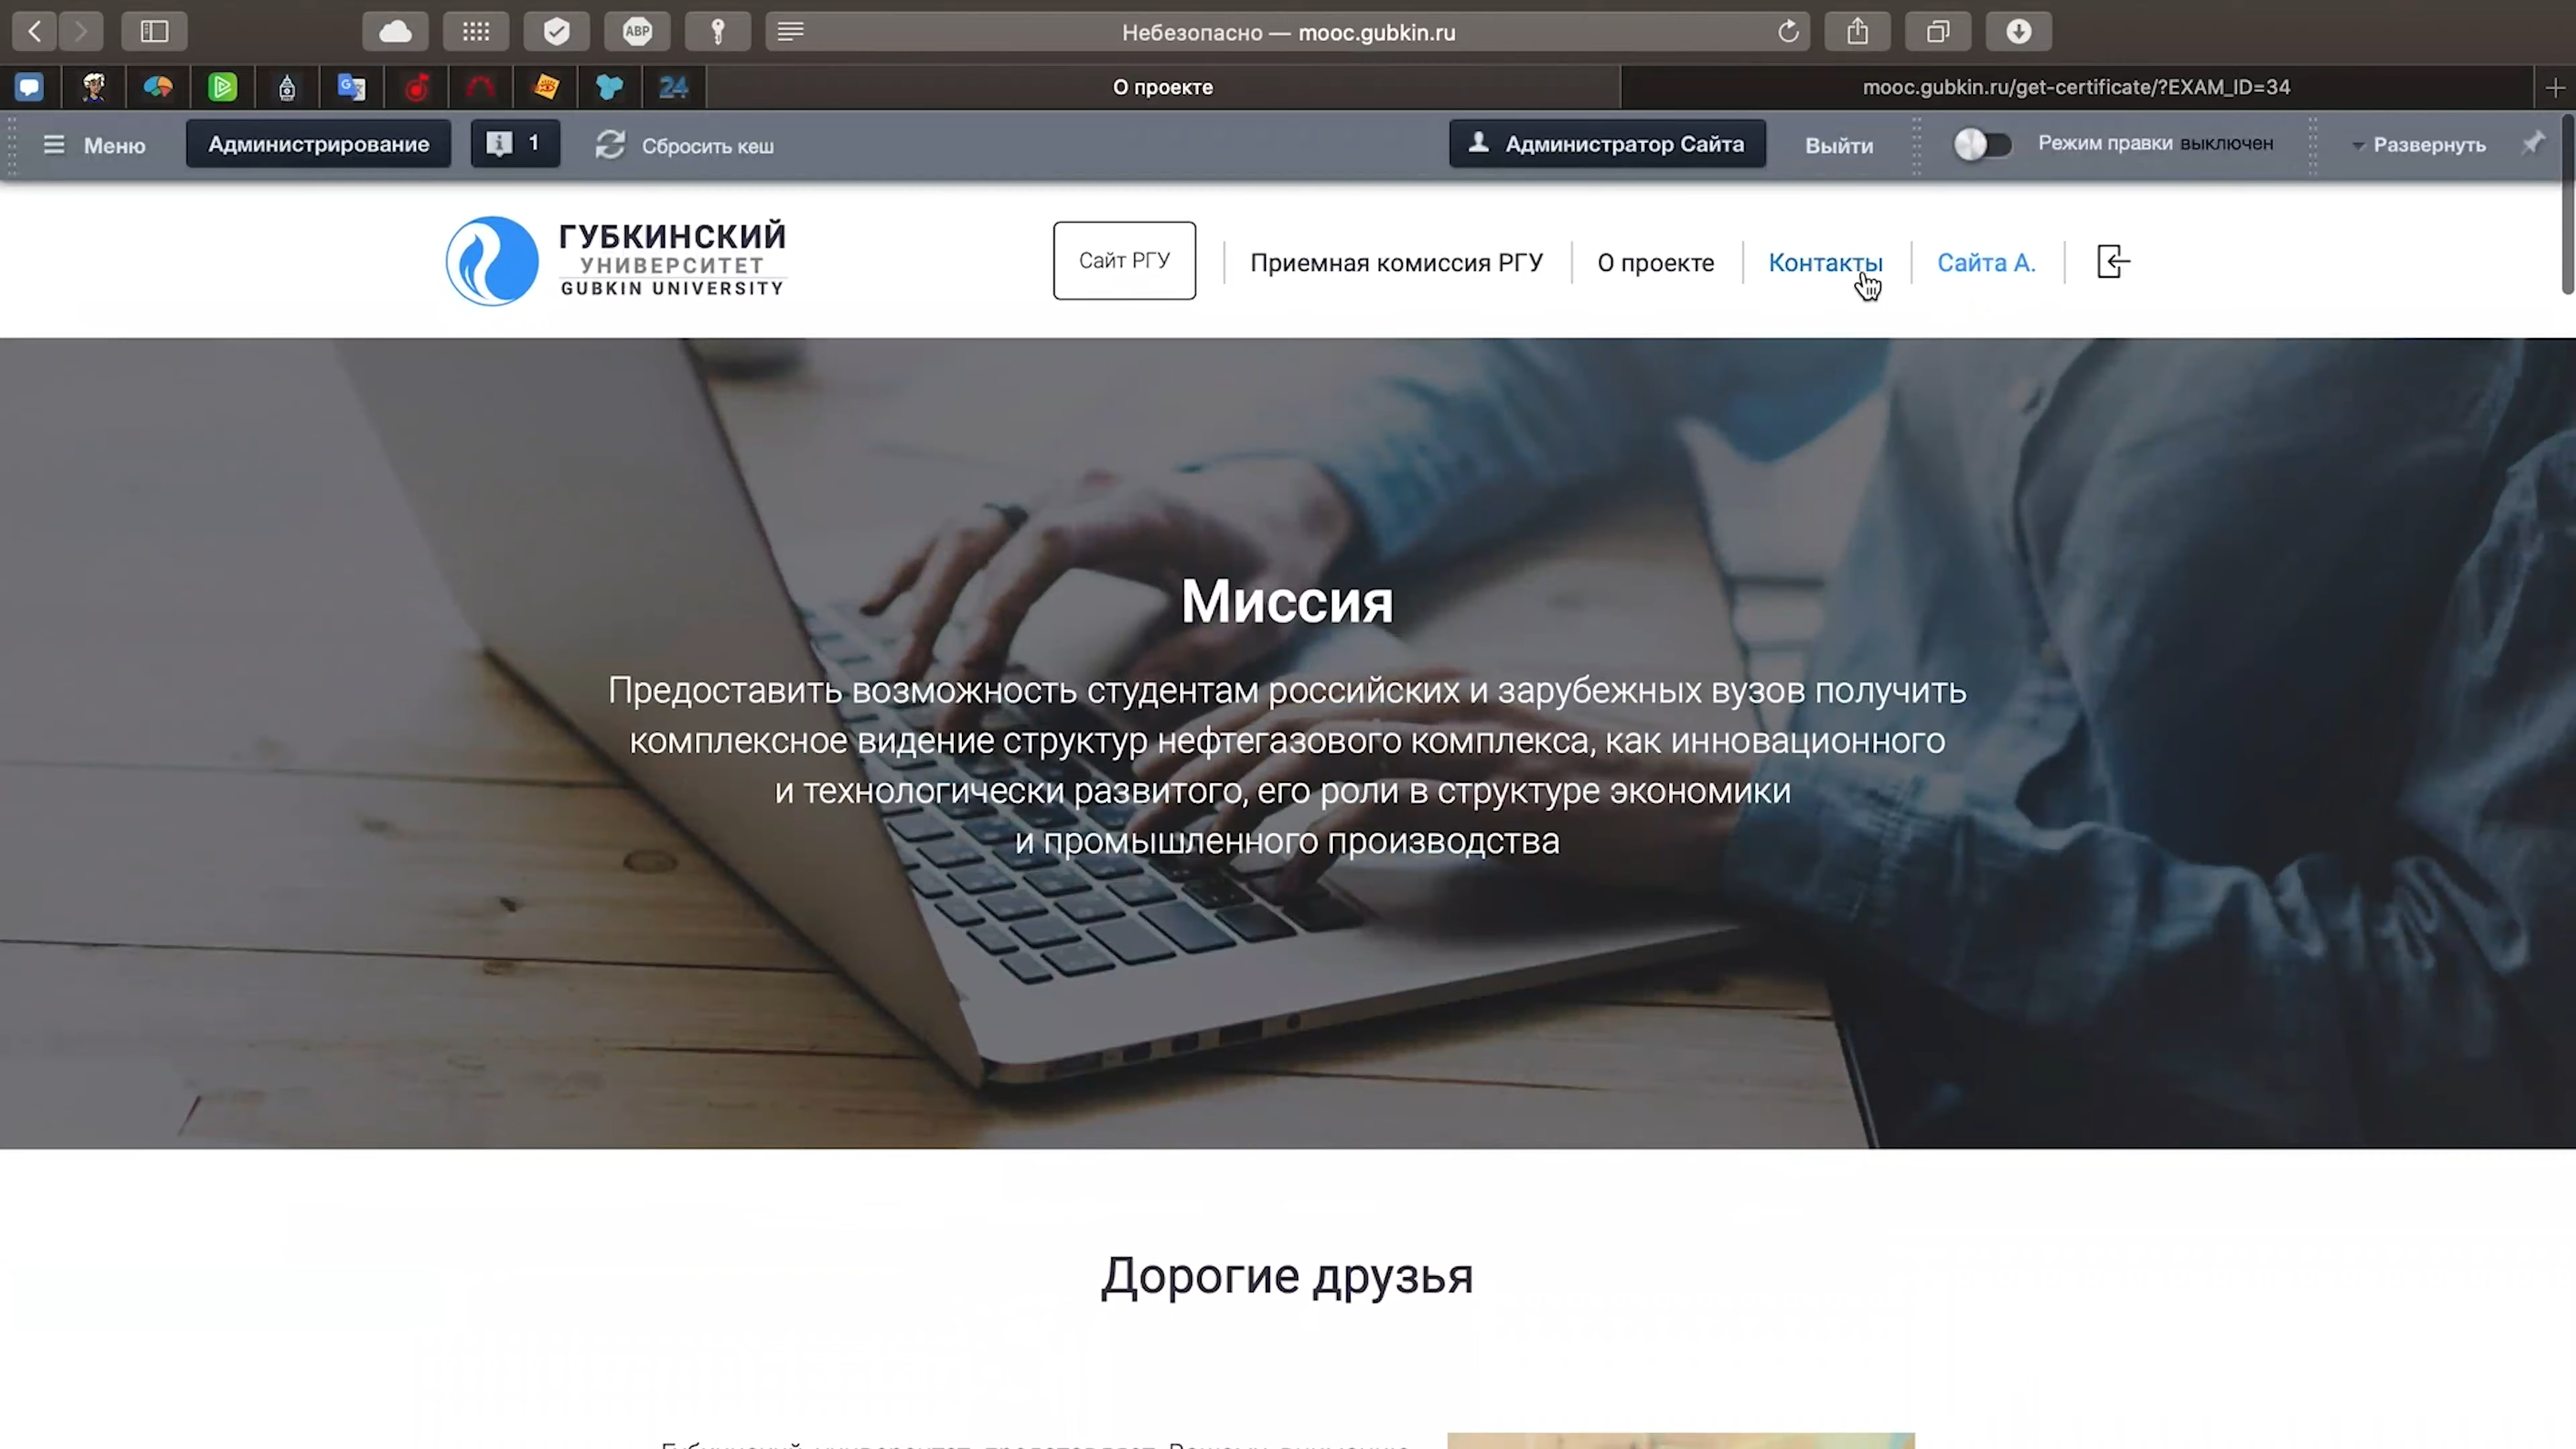 ABP
Небезопасно — mooc.gubkin.ru
24
О проекте
mooc.gubkin.ru/get-certificate/?EXAM_ID=34
Меню
Администрирование
1
Сбросить кеш
Администратор Сайта
Выйти
Режим правки выключен
Развернуть
ГУБКИНСКИЙ
УНИВЕРСИТЕТ
GUBKIN UNIVERSITY
Сайт РГУ
Приемная комиссия РГУ
О проекте
Контакты
Сайта А.
Миссия
Предоставить возможность студентам российских и зарубежных вузов получить
комплексное видение структур нефтегазового комплекса, как инновационного
и технологически развитого, его роли в структуре экономики
и промышленного производства
Дорогие друзья